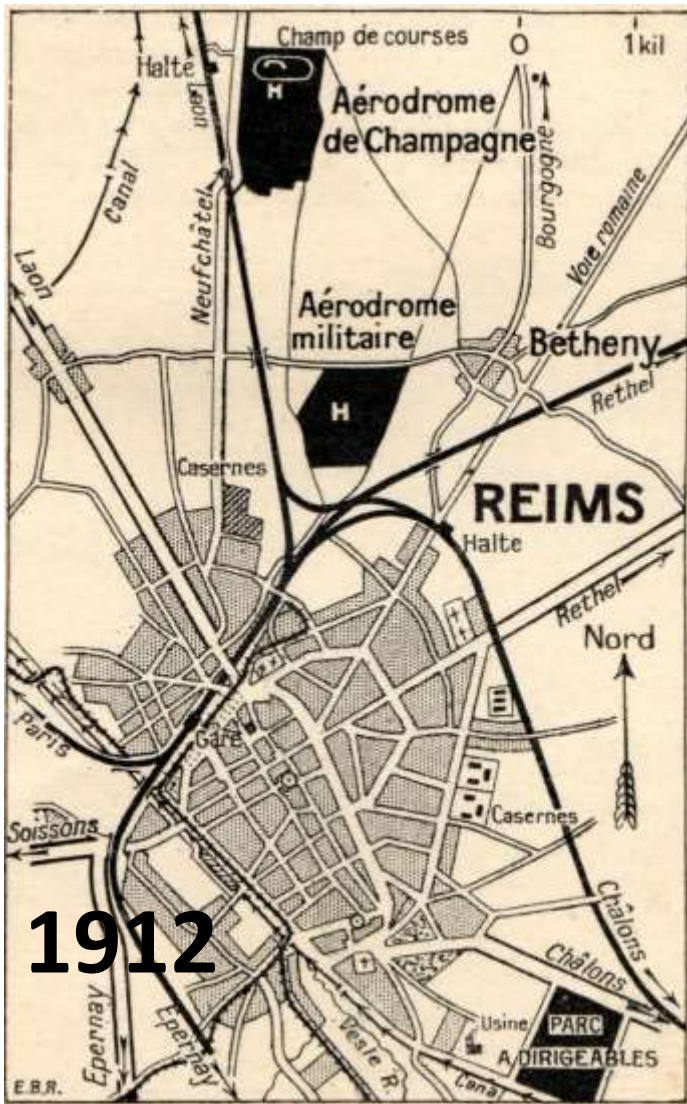 Champ de courses
0 1 kil
Halte
Laon
H
Aérodrome
de Champagne
Canal
Neufchâtel
Bourgogne
Voie romaine
Laon
Aérodrome
militaire
Bétheny
Rethel
H
Casernes
REIMS
Halte
Rethel
Nord
Paris
Gare
Casernes
Soissons
1912
Châlons
Châlons
Epernay
Epernay
Vesle R.
Usine
PARC
A DIRIGEABLES
Canal
E.B.R.